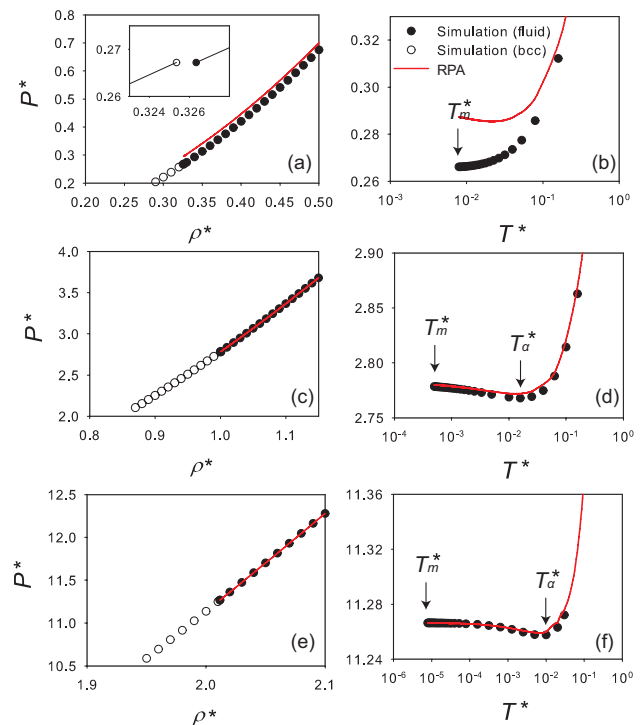 0.8
0.7
0.6
0.5
0.4
0.3
0.2
P*
0.27
0.26
0.324 0.326
(a)
0.20 0.25 0.30 0.35 0.40 0.45 0.50
ρ*
Simulation (fluid)
Simulation (bcc)
RPA
0.32
0.30
0.28
0.26
Tm*
(b)
10-3 10-2 10-1 100
T*
4.0
3.5
3.0
2.5
2.0
P*
(c)
0.8 0.9 1.0 1.1
ρ*
2.90
2.85
2.80
2.75
Tm*
Tα*
(d)
10-4 10-3 10-2 10-1 100
T*
12.5
12.0
11.5
11.0
10.5
P*
(e)
1.9 2.0 2.1
ρ*
11.36
11.32
11.28
11.24
Tm*
Tα*
(f)
10-6 10-5 10-4 10-3 10-2 10-1 100
T*